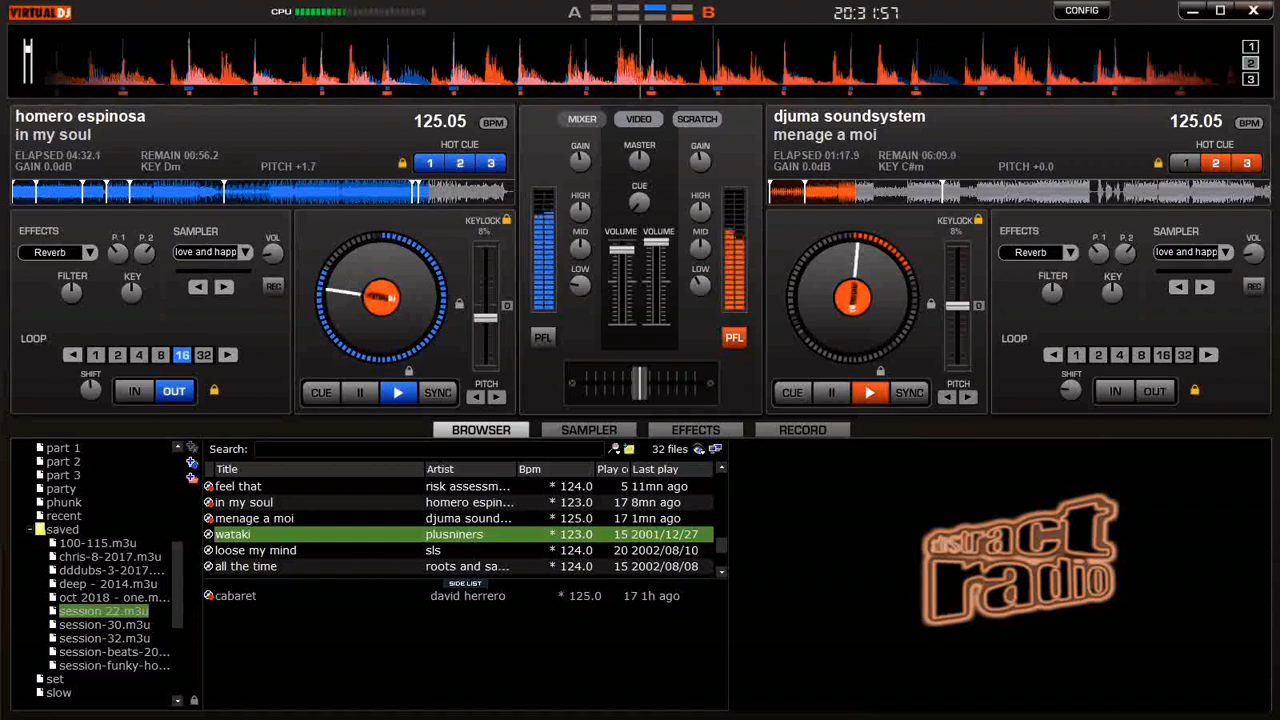 VIRTUAL DJ
CPU
A
B
20:31:57
CONFIG
1
2
3
homero espinosa
in my soul
125.05 BPM
ELAPSED 04:32.1 REMAIN 00:56.2
GAIN 0.0dB KEY Dm PITCH +1.7
HOT CUE
1 2 3
EFFECTS
Reverb
P. 1 P. 2
SAMPLER
love and happ
VOL
FILTER KEY
REC
LOOP
1 2 4 8 16 32
SHIFT
IN OUT
KEYLOCK
8%
CUE SYNC
PITCH
MIXER VIDEO SCRATCH
GAIN MASTER GAIN
HIGH CUE HIGH
MID VOLUME VOLUME MID
LOW LOW
PFL PFL
djuma soundsystem
menage a moi
125.05 BPM
ELAPSED 01:17.9 REMAIN 06:09.0
GAIN 0.0dB KEY C#m PITCH +0.0
HOT CUE
1 2 3
KEYLOCK
8%
CUE SYNC
PITCH
EFFECTS
Reverb
P. 1 P. 2
SAMPLER
love and happ
VOL
FILTER KEY
REC
LOOP
1 2 4 8 16 32
SHIFT
IN OUT
BROWSER SAMPLER EFFECTS RECORD
part 1
part 2
part 3
party
phunk
recent
saved
100-115.m3u
chris-8-2017.m3u
dddubs-3-2017....
deep - 2014.m3u
oct 2018 - one.m...
session 22.m3u
session-30.m3u
session-32.m3u
session-beats-20...
session-funky-ho...
set
slow
Search: 32 files
Title Artist Bpm Play c Last play
feel that risk assessm... * 124.0 5 11mn ago
in my soul homero espin... * 124.0 17 8mn ago
menage a moi djuma sound... * 125.0 17 1mn ago
wataki plusniners * 123.0 15 2001/12/27
loose my mind sls * 124.0 20 2002/08/10
all the time roots and sa... * 124.0 15 2002/08/08
SIDE LIST
cabaret david herrero * 125.0 17 1h ago
distract
radio